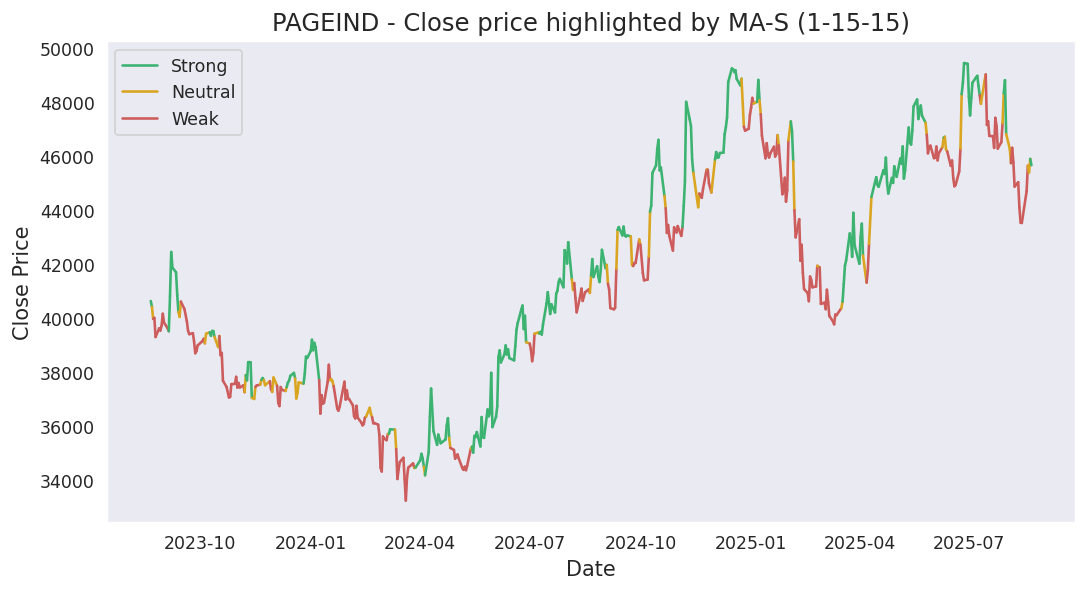 PAGEIND - Close price highlighted by MA-S (1-15-15)
Strong
Neutral
Weak
50000
48000
46000
44000
42000
40000
38000
36000
34000
Close Price
2023-10
2024-01
2024-04
2024-07
2024-10
2025-01
2025-04
2025-07
Date